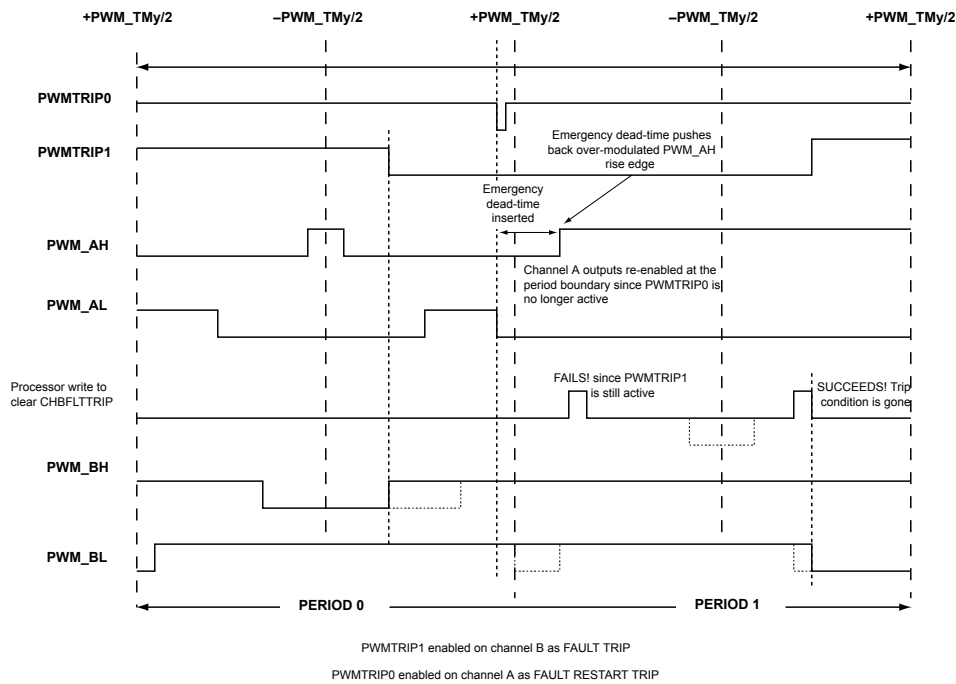 +PWM_TMy/2
–PWM_TMy/2
+PWM_TMy/2
–PWM_TMy/2
+PWM_TMy/2
PWMTRIP0
PWMTRIP1
Emergency dead-time pushes
back over-modulated PWM_AH
rise edge
Emergency
dead-time
inserted
PWM_AH
Channel A outputs re-enabled at the
period boundary since PWMTRIP0 is
no longer active
PWM_AL
Processor write to
clear CHBFLTTRIP
FAILS! since PWMTRIP1
is still active
SUCCEEDS! Trip
condition is gone
PWM_BH
PWM_BL
PERIOD 0
PERIOD 1
PWMTRIP1 enabled on channel B as FAULT TRIP
PWMTRIP0 enabled on channel A as FAULT RESTART TRIP